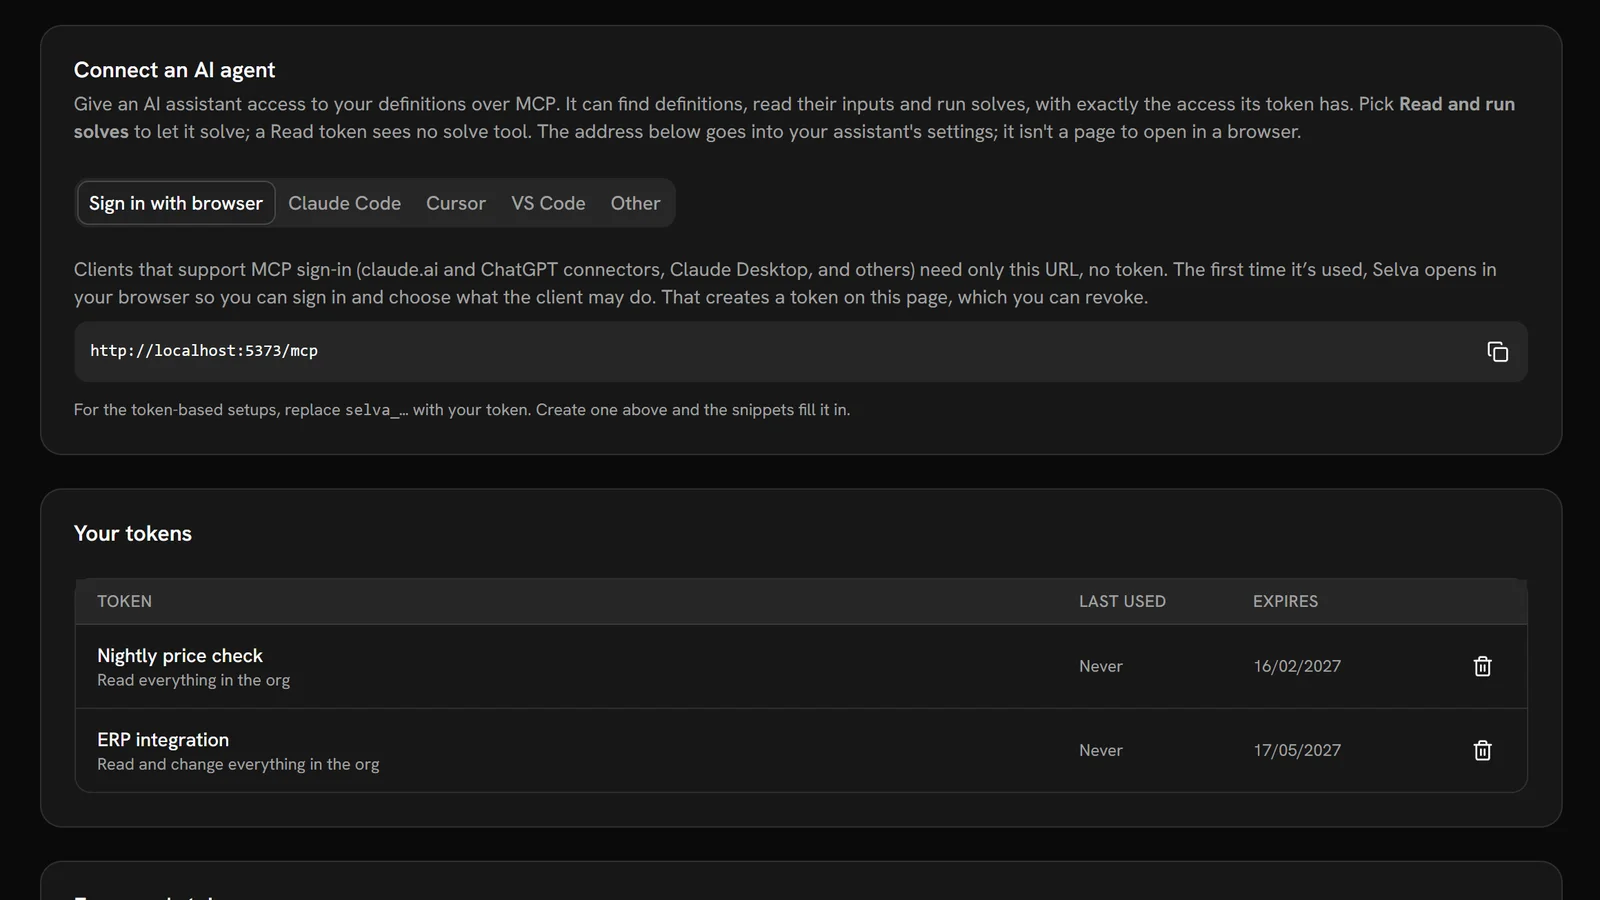 Connect an AI agent
Give an AI assistant access to your definitions over MCP. It can find definitions, read their inputs and run solves, with exactly the access its token has. Pick Read and run
solves to let it solve; a Read token sees no solve tool. The address below goes into your assistant's settings; it isn't a page to open in a browser.
Sign in with browser Claude Code Cursor VS Code Other
Clients that support MCP sign-in (claude.ai and ChatGPT connectors, Claude Desktop, and others) need only this URL, no token. The first time it’s used, Selva opens in
your browser so you can sign in and choose what the client may do. That creates a token on this page, which you can revoke.
http://localhost:5373/mcp
For the token-based setups, replace selva_… with your token. Create one above and the snippets fill it in.
Your tokens
TOKEN LAST USED EXPIRES
Nightly price check
Read everything in the org
Never 16/02/2027
ERP integration
Read and change everything in the org
Never 17/05/2027